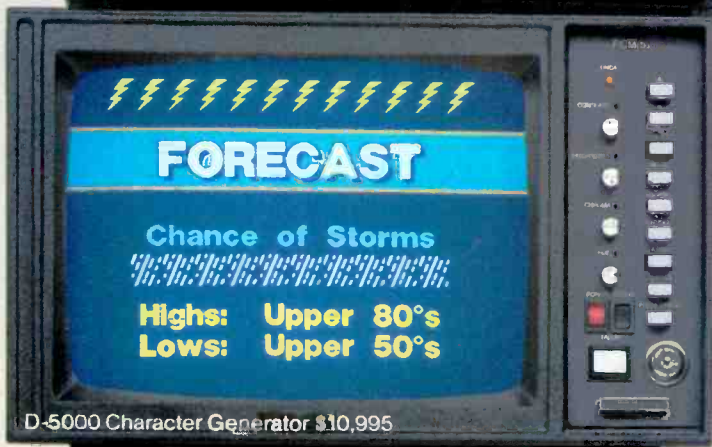 FORECAST
Chance of Storms
Highs: Upper 80°s
Lows: Upper 50°s
D-5000 Character Generator $10,995